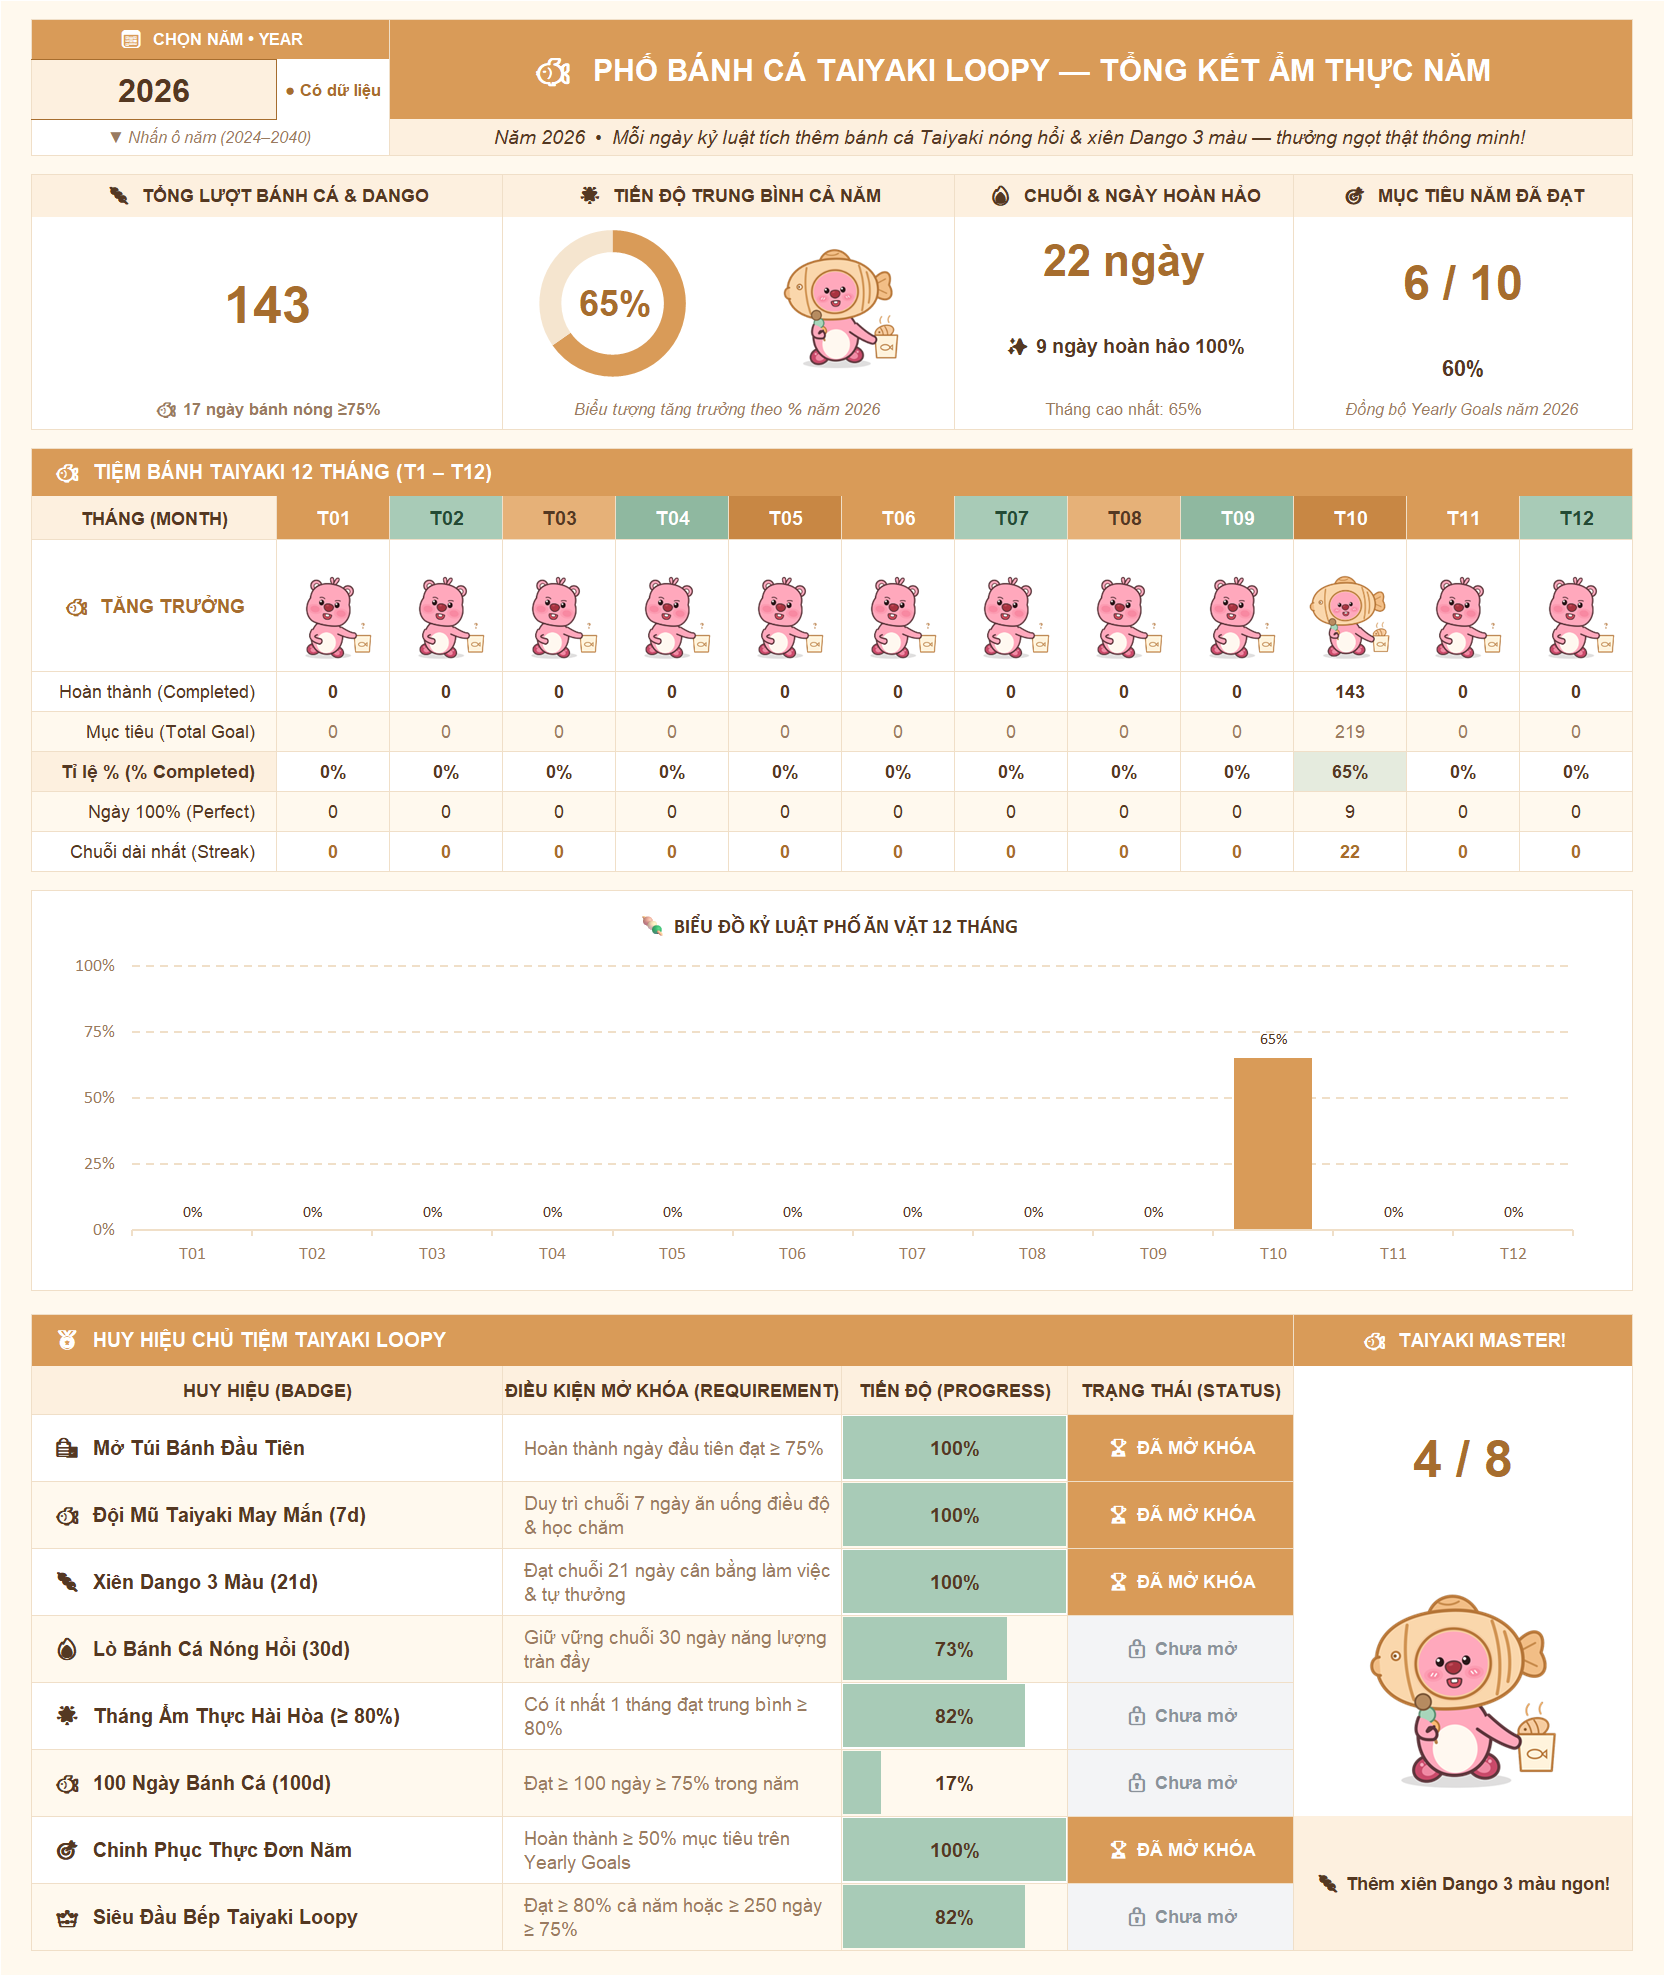 CHỌN NĂM • YEAR
2026
● Có dữ liệu
▼ Nhấn ô năm (2024–2040)
PHỐ BÁNH CÁ TAIYAKI LOOPY — TỔNG KẾT ẨM THỰC NĂM
Năm 2026 • Mỗi ngày kỷ luật tích thêm bánh cá Taiyaki nóng hổi & xiên Dango 3 màu — thưởng ngọt thật thông minh!
TỔNG LƯỢT BÁNH CÁ & DANGO
143
17 ngày bánh nóng ≥75%
TIẾN ĐỘ TRUNG BÌNH CẢ NĂM
65%
Biểu tượng tăng trưởng theo % năm 2026
CHUỖI & NGÀY HOÀN HẢO
22 ngày
9 ngày hoàn hảo 100%
Tháng cao nhất: 65%
MỤC TIÊU NĂM ĐÃ ĐẠT
6 / 10
60%
Đồng bộ Yearly Goals năm 2026
TIỆM BÁNH TAIYAKI 12 THÁNG (T1 – T12)
THÁNG (MONTH) T01 T02 T03 T04 T05 T06 T07 T08 T09 T10 T11 T12
TĂNG TRƯỞNG
Hoàn thành (Completed) 0 0 0 0 0 0 0 0 0 143 0 0
Mục tiêu (Total Goal) 0 0 0 0 0 0 0 0 0 219 0 0
Tỉ lệ % (% Completed) 0% 0% 0% 0% 0% 0% 0% 0% 0% 65% 0% 0%
Ngày 100% (Perfect) 0 0 0 0 0 0 0 0 0 9 0 0
Chuỗi dài nhất (Streak) 0 0 0 0 0 0 0 0 0 22 0 0
BIỂU ĐỒ KỶ LUẬT PHỐ ĂN VẶT 12 THÁNG
100%
75%
65%
50%
25%
0% 0% 0% 0% 0% 0% 0% 0% 0% 0% 0%
0%
T01 T02 T03 T04 T05 T06 T07 T08 T09 T10 T11 T12
HUY HIỆU CHỦ TIỆM TAIYAKI LOOPY
HUY HIỆU (BADGE) ĐIỀU KIỆN MỞ KHÓA (REQUIREMENT) TIẾN ĐỘ (PROGRESS) TRẠNG THÁI (STATUS)
Mở Túi Bánh Đầu Tiên
Hoàn thành ngày đầu tiên đạt ≥ 75%
100%
ĐÃ MỞ KHÓA
Đội Mũ Taiyaki May Mắn (7d)
Duy trì chuỗi 7 ngày ăn uống điều độ
& học chăm
100%
ĐÃ MỞ KHÓA
Xiên Dango 3 Màu (21d)
Đạt chuỗi 21 ngày cân bằng làm việc
& tự thưởng
100%
ĐÃ MỞ KHÓA
Lò Bánh Cá Nóng Hổi (30d)
Giữ vững chuỗi 30 ngày năng lượng
tràn đầy
73%
Chưa mở
Tháng Ẩm Thực Hài Hòa (≥ 80%)
Có ít nhất 1 tháng đạt trung bình ≥
80%
82%
Chưa mở
100 Ngày Bánh Cá (100d)
Đạt ≥ 100 ngày ≥ 75% trong năm
17%
Chưa mở
Chinh Phục Thực Đơn Năm
Hoàn thành ≥ 50% mục tiêu trên
Yearly Goals
100%
ĐÃ MỞ KHÓA
Siêu Đầu Bếp Taiyaki Loopy
Đạt ≥ 80% cả năm hoặc ≥ 250 ngày
≥ 75%
82%
Chưa mở
TAIYAKI MASTER!
4 / 8
Thêm xiên Dango 3 màu ngon!